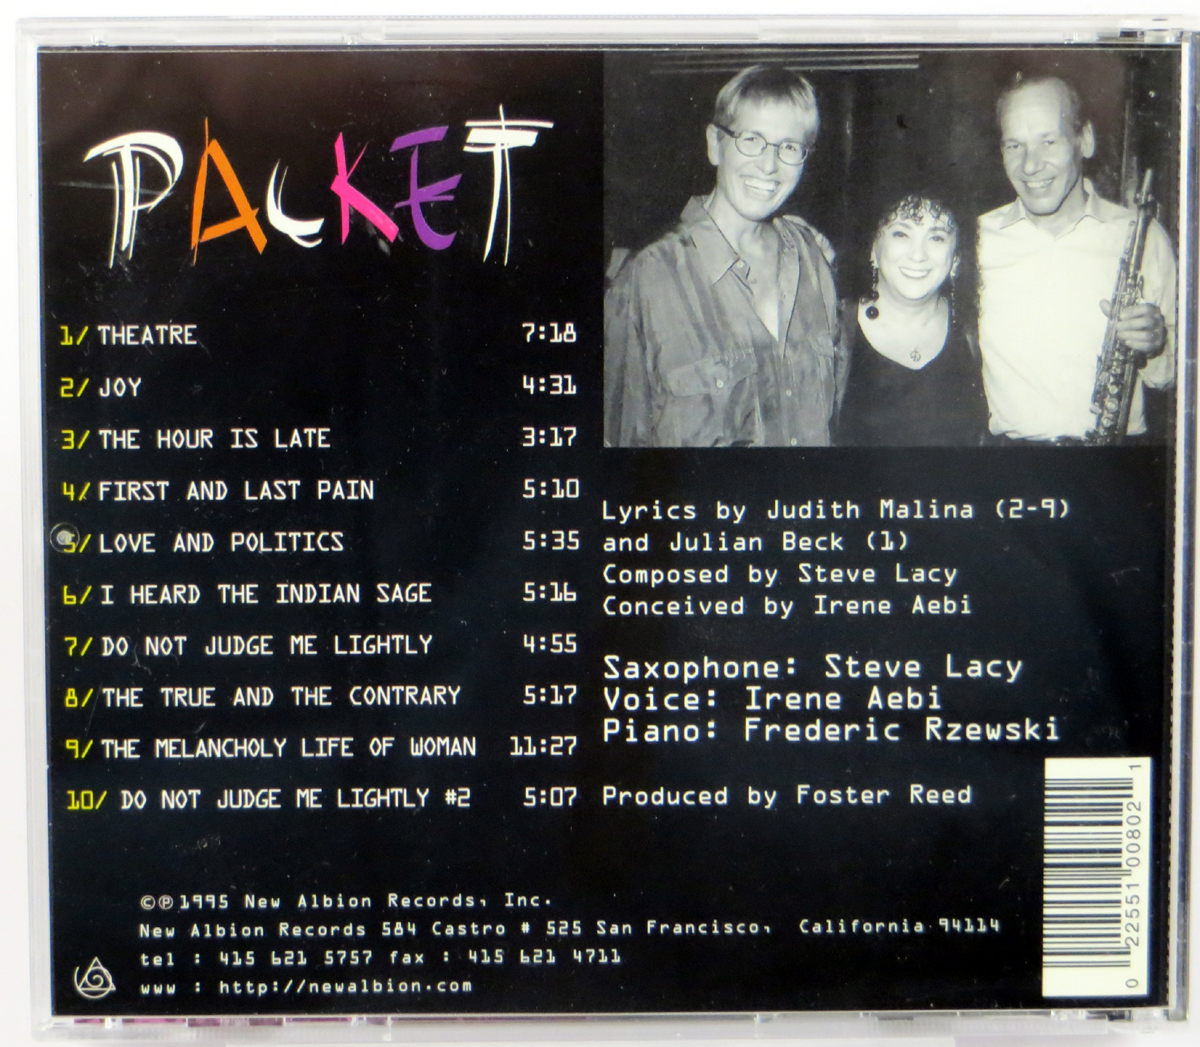 PACKET
1/ THEATRE 7:18
2/ JOY 4:31
3/ THE HOUR IS LATE 3:17
4/ FIRST AND LAST PAIN 5:10
5/ LOVE AND POLITICS 5:35
6/ I HEARD THE INDIAN SAGE 5:16
7/ DO NOT JUDGE ME LIGHTLY 4:55
8/ THE TRUE AND THE CONTRARY 5:17
9/ THE MELANCHOLY LIFE OF WOMAN 11:27
10/ DO NOT JUDGE ME LIGHTLY #2 5:07
Lyrics by Judith Malina (2-9)
and Julian Beck (1)
Composed by Steve Lacy
Conceived by Irene Aebi
Saxophone: Steve Lacy
Voice: Irene Aebi
Piano: Frederic Rzewski
Produced by Foster Reed
©℗1995 New Albion Records, Inc.
New Albion Records 584 Castro # 525 San Francisco, California 94114
tel : 415 621 5757 fax : 415 621 4711
www : http://newalbion.com
0 22551 00802 1